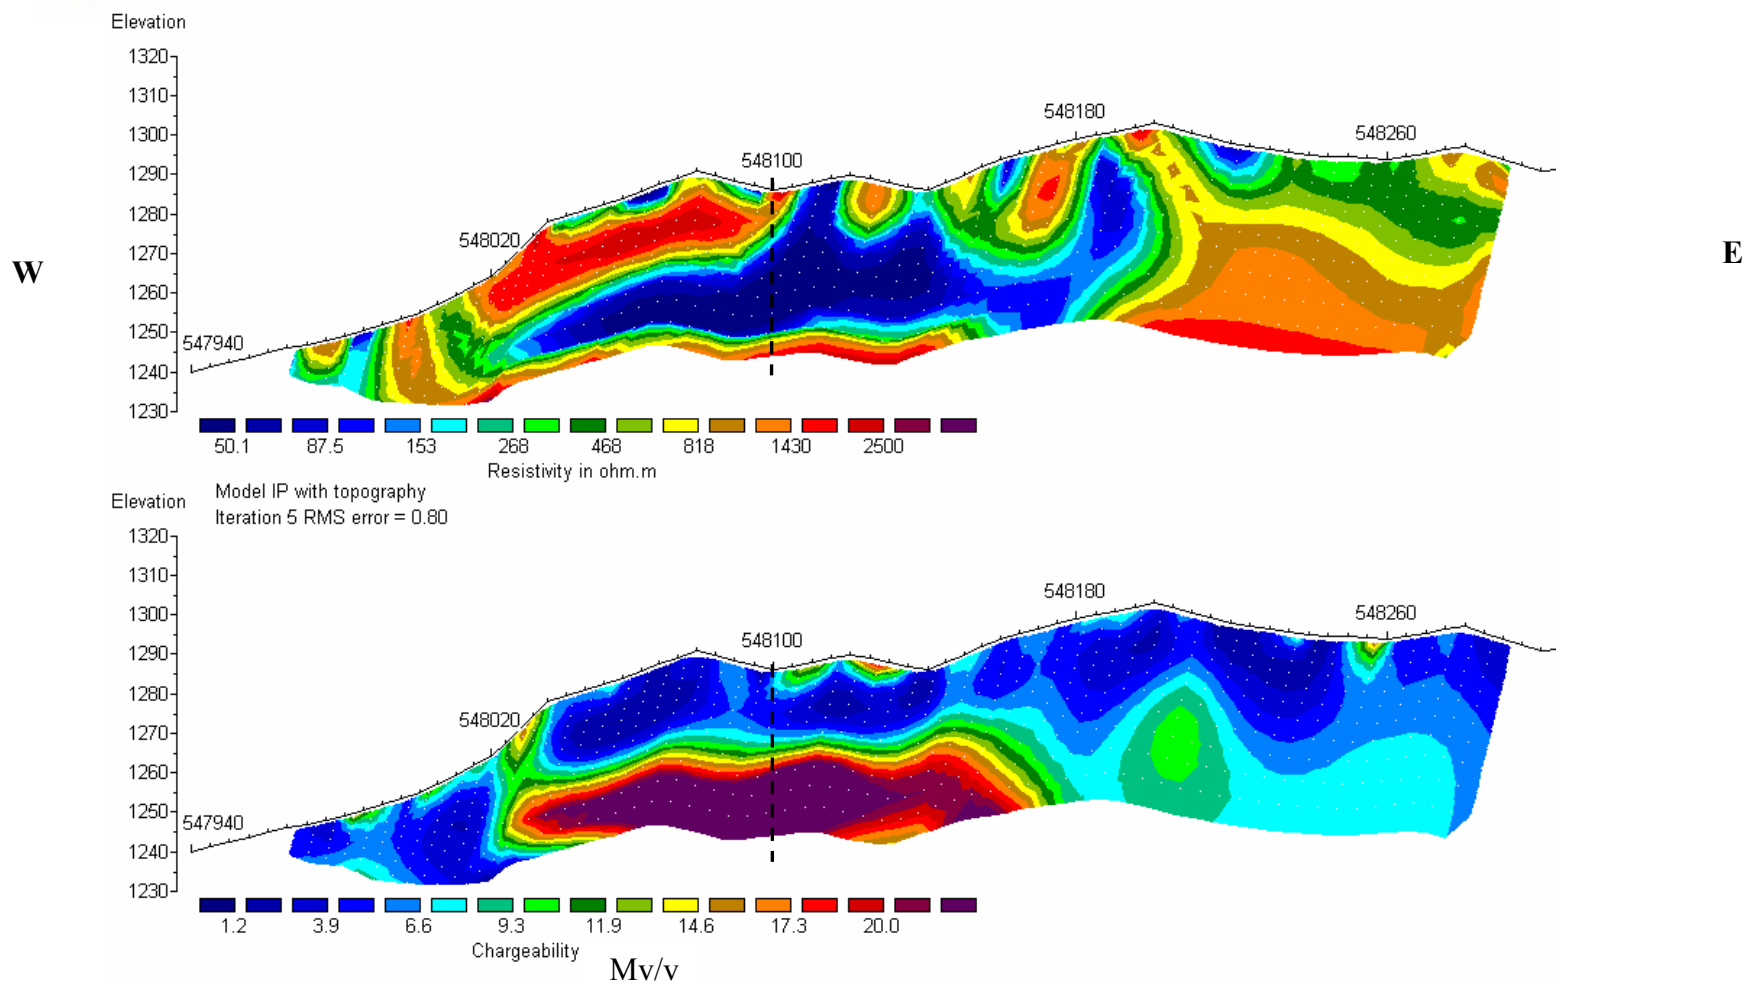 Elevation
1320
1310
548180
1300
548260
1290
548100
1280
548020
1270
W
E
1260
1250
547940
1240
1230
50.1 87.5 153 268 468 818 1430 2500
Resistivity in ohm.m
Elevation
Model IP with topography
Iteration 5 RMS error = 0.80
1320
1310
548180
1300
548260
1290
548100
1280
548020
1270
1260
1250
547940
1240
1230
1.2 3.9 6.6 9.3 11.9 14.6 17.3 20.0
Chargeability
Mv/v